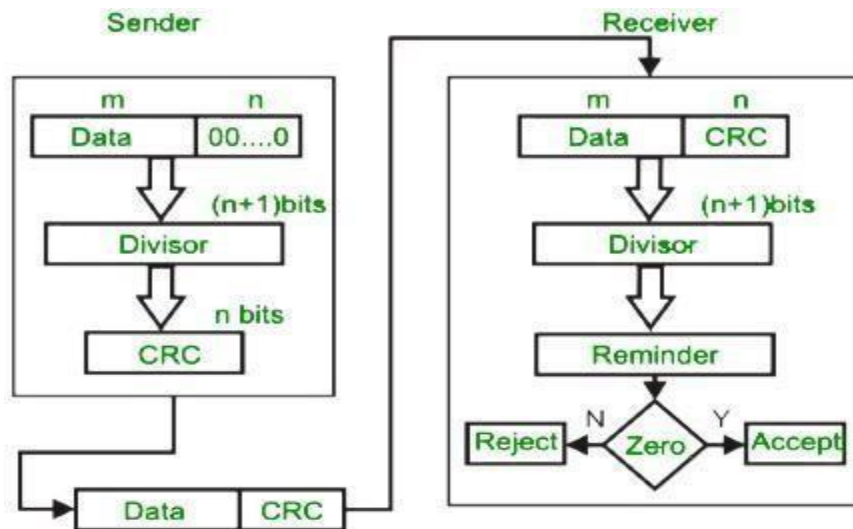 Sender
m n
Data 00....0
(n+1)bits
Divisor
n bits
CRC
Data CRC
Receiver
m n
Data CRC
(n+1)bits
Divisor
Reminder
N Y
Reject Zero Accept